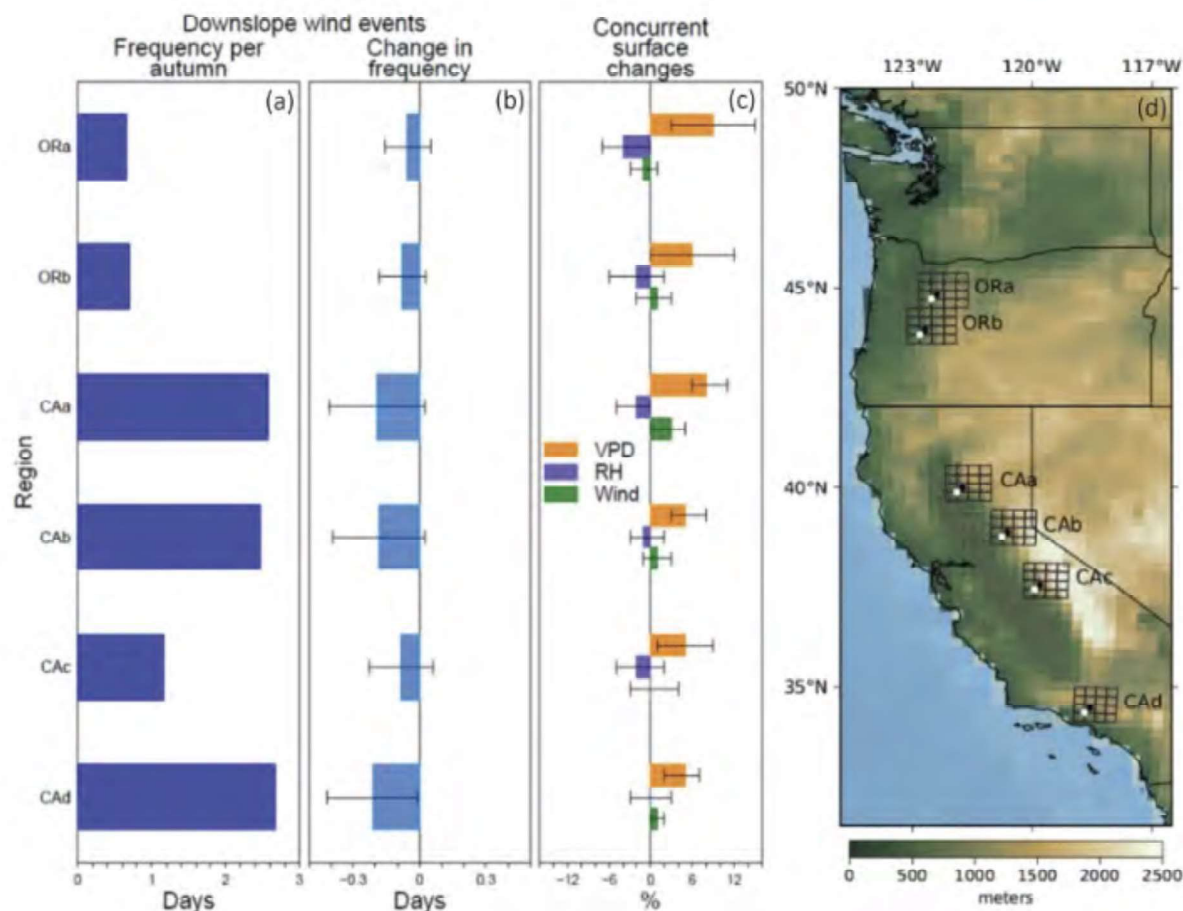 Downslope wind events
Frequency per
autumn
Change in
frequency
Concurrent
surface
changes
(a)
(b)
(c)
(d)
Region
ORa
ORb
CAa
CAb
CAc
CAd
VPD
RH
Wind
0
1
2
3
Days
−0.3
0
0.3
Days
−12
−6
0
6
12
%
123°W
120°W
117°W
50°N
45°N
40°N
35°N
ORa
ORb
CAa
CAb
CAc
CAd
0
500
1000
1500
2000
2500
meters